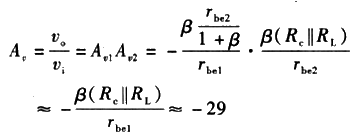 A_v = v_o / v_i = A_v1 A_v2 = − (β r_be2 / (1 + β)) / r_be1 · β(R_c∥R_L) / r_be2
≈ − β(R_c∥R_L) / r_be1 ≈ −29